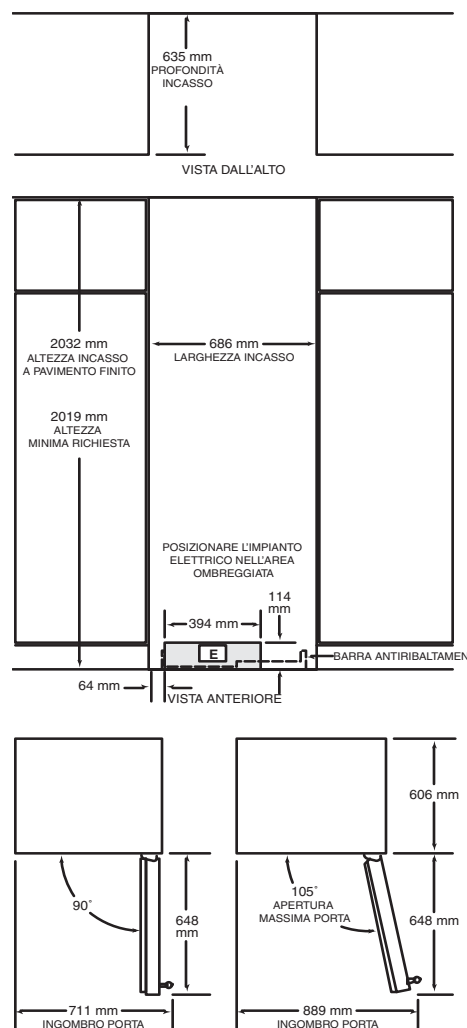 635 mm
PROFONDITÀ
INCASSO
VISTA DALL'ALTO
2032 mm
ALTEZZA INCASSO
A PAVIMENTO FINITO
686 mm
LARGHEZZA INCASSO
2019 mm
ALTEZZA
MINIMA RICHIESTA
POSIZIONARE L'IMPIANTO
ELETTRICO NELL'AREA
OMBREGGIATA
394 mm
114
mm
E
BARRA ANTIRIBALTAMEN
64 mm
VISTA ANTERIORE
606 mm
90°
648
mm
105°
APERTURA
MASSIMA PORTA
648 mm
711 mm
INGOMBRO PORTA
889 mm
INGOMBRO PORTA